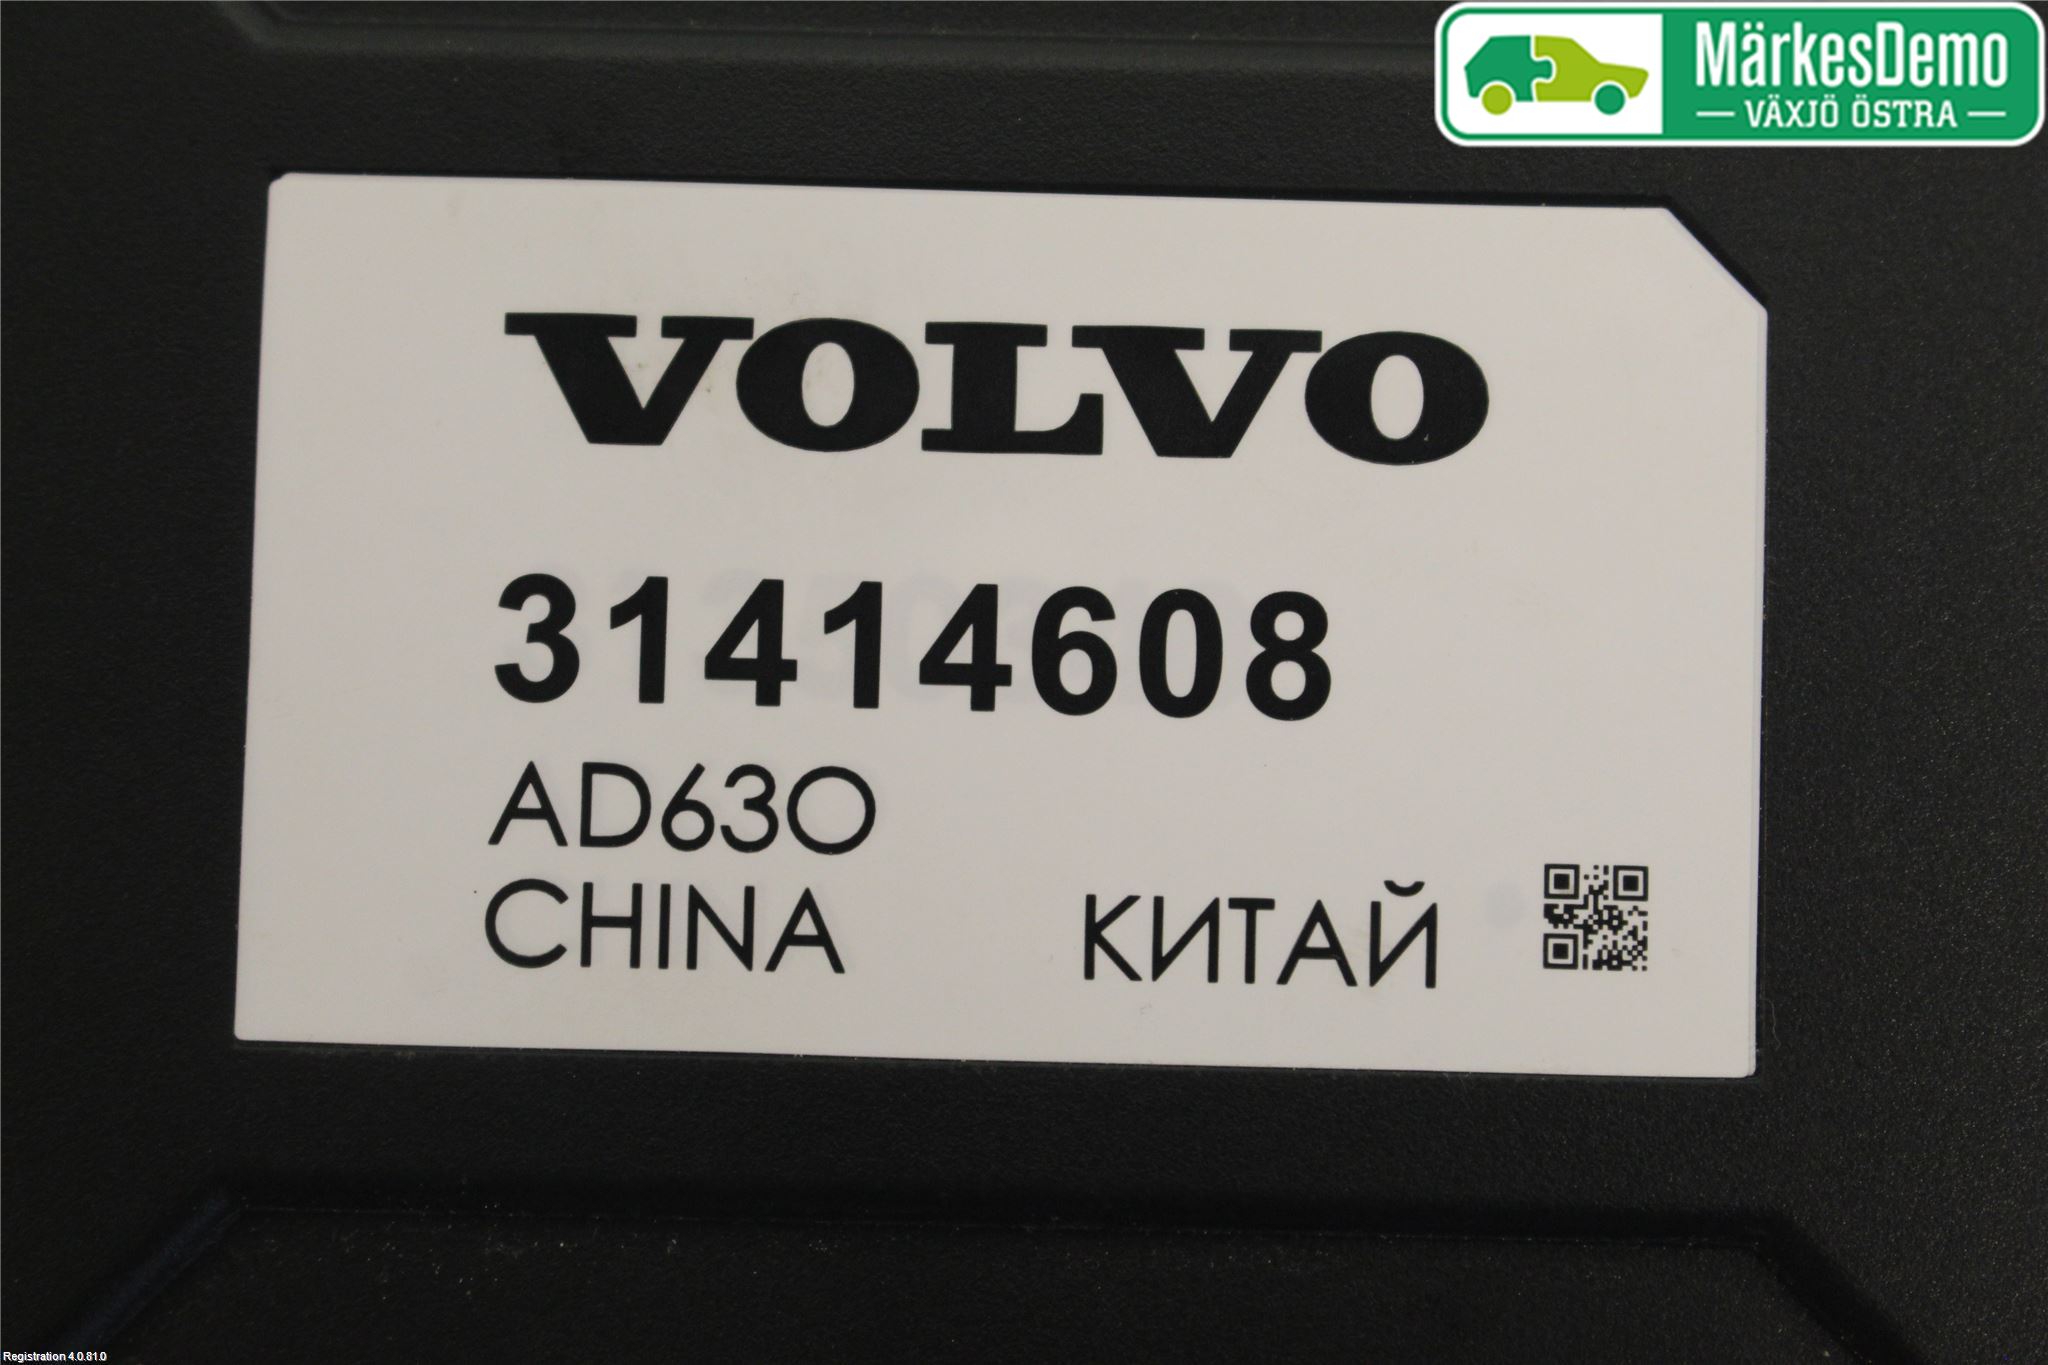 MärkesDemo
VÄXJÖ ÖSTRA
VOLVO
31414608
AD630
CHINA КИТАЙ
Registration 4.0.81.0